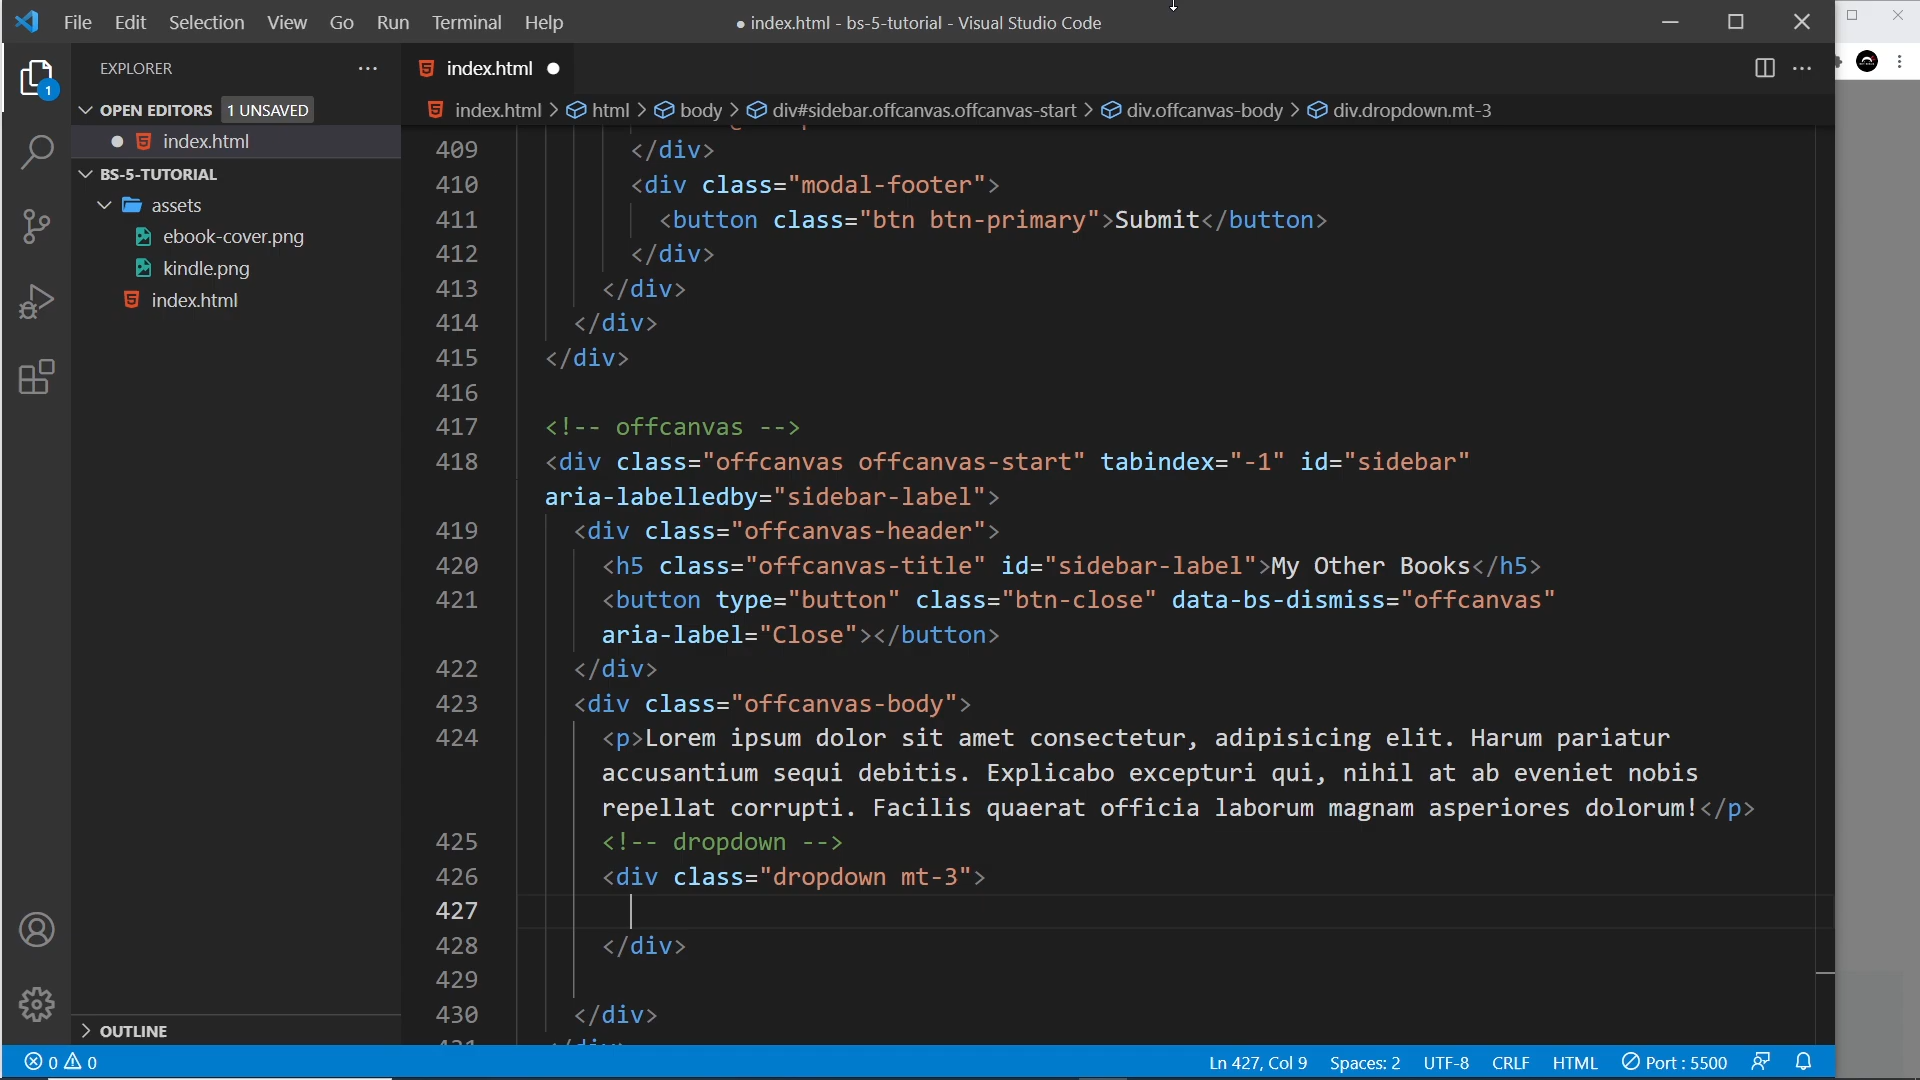 File Edit Selection View Go Run Terminal Help
● index.html - bs-5-tutorial - Visual Studio Code
EXPLORER
OPEN EDITORS 1 UNSAVED
index.html
BS-5-TUTORIAL
assets
ebook-cover.png
kindle.png
index.html
OUTLINE
1
index.html
index.html > html > body > div#sidebar.offcanvas.offcanvas-start > div.offcanvas-body > div.dropdown.mt-3
409 </div>
410 <div class="modal-footer">
411 <button class="btn btn-primary">Submit</button>
412 </div>
413 </div>
414 </div>
415 </div>
416
417 <!-- offcanvas -->
418 <div class="offcanvas offcanvas-start" tabindex="-1" id="sidebar"
aria-labelledby="sidebar-label">
419 <div class="offcanvas-header">
420 <h5 class="offcanvas-title" id="sidebar-label">My Other Books</h5>
421 <button type="button" class="btn-close" data-bs-dismiss="offcanvas"
aria-label="Close"></button>
422 </div>
423 <div class="offcanvas-body">
424 <p>Lorem ipsum dolor sit amet consectetur, adipisicing elit. Harum pariatur
accusantium sequi debitis. Explicabo excepturi qui, nihil at ab eveniet nobis
repellat corrupti. Facilis quaerat officia laborum magnam asperiores dolorum!</p>
425 <!-- dropdown -->
426 <div class="dropdown mt-3">
427
428 </div>
429
430 </div>
0 0
Ln 427, Col 9 Spaces: 2 UTF-8 CRLF HTML Port : 5500